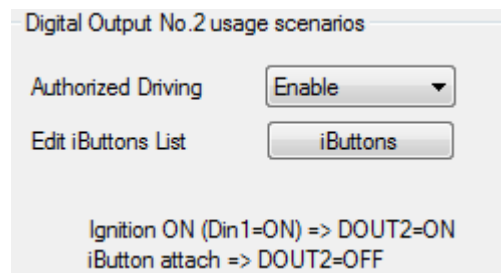 Digital Output No.2 usage scenarios
Authorized Driving Enable
Edit iButtons List iButtons
Ignition ON (Din1=ON) => DOUT2=ON
iButton attach => DOUT2=OFF